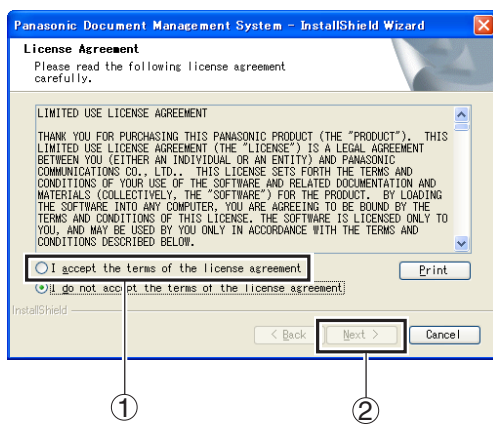 Panasonic Document Management System - InstallShield Wizard
License Agreement
Please read the following license agreement
carefully.
LIMITED USE LICENSE AGREEMENT
THANK YOU FOR PURCHASING THIS PANASONIC PRODUCT (THE "PRODUCT"). THIS
LIMITED USE LICENSE AGREEMENT (THE "LICENSE") IS A LEGAL AGREEMENT
BETWEEN YOU (EITHER AN INDIVIDUAL OR AN ENTITY) AND PANASONIC
COMMUNICATIONS CO., LTD.. THIS LICENSE SETS FORTH THE TERMS AND
CONDITIONS OF YOUR USE OF THE SOFTWARE AND RELATED DOCUMENTATION AND
MATERIALS (COLLECTIVELY, THE "SOFTWARE") FOR THE PRODUCT. BY LOADING
THE SOFTWARE INTO ANY COMPUTER, YOU ARE AGREEING TO BE BOUND BY THE
TERMS AND CONDITIONS OF THIS LICENSE. THE SOFTWARE IS LICENSED ONLY TO
YOU, AND MAY BE USED BY YOU ONLY IN ACCORDANCE WITH THE TERMS AND
CONDITIONS DESCRIBED BELOW.
I accept the terms of the license agreement
Print
I do not accept the terms of the license agreement
InstallShield
< Back
Next >
Cancel
①
②